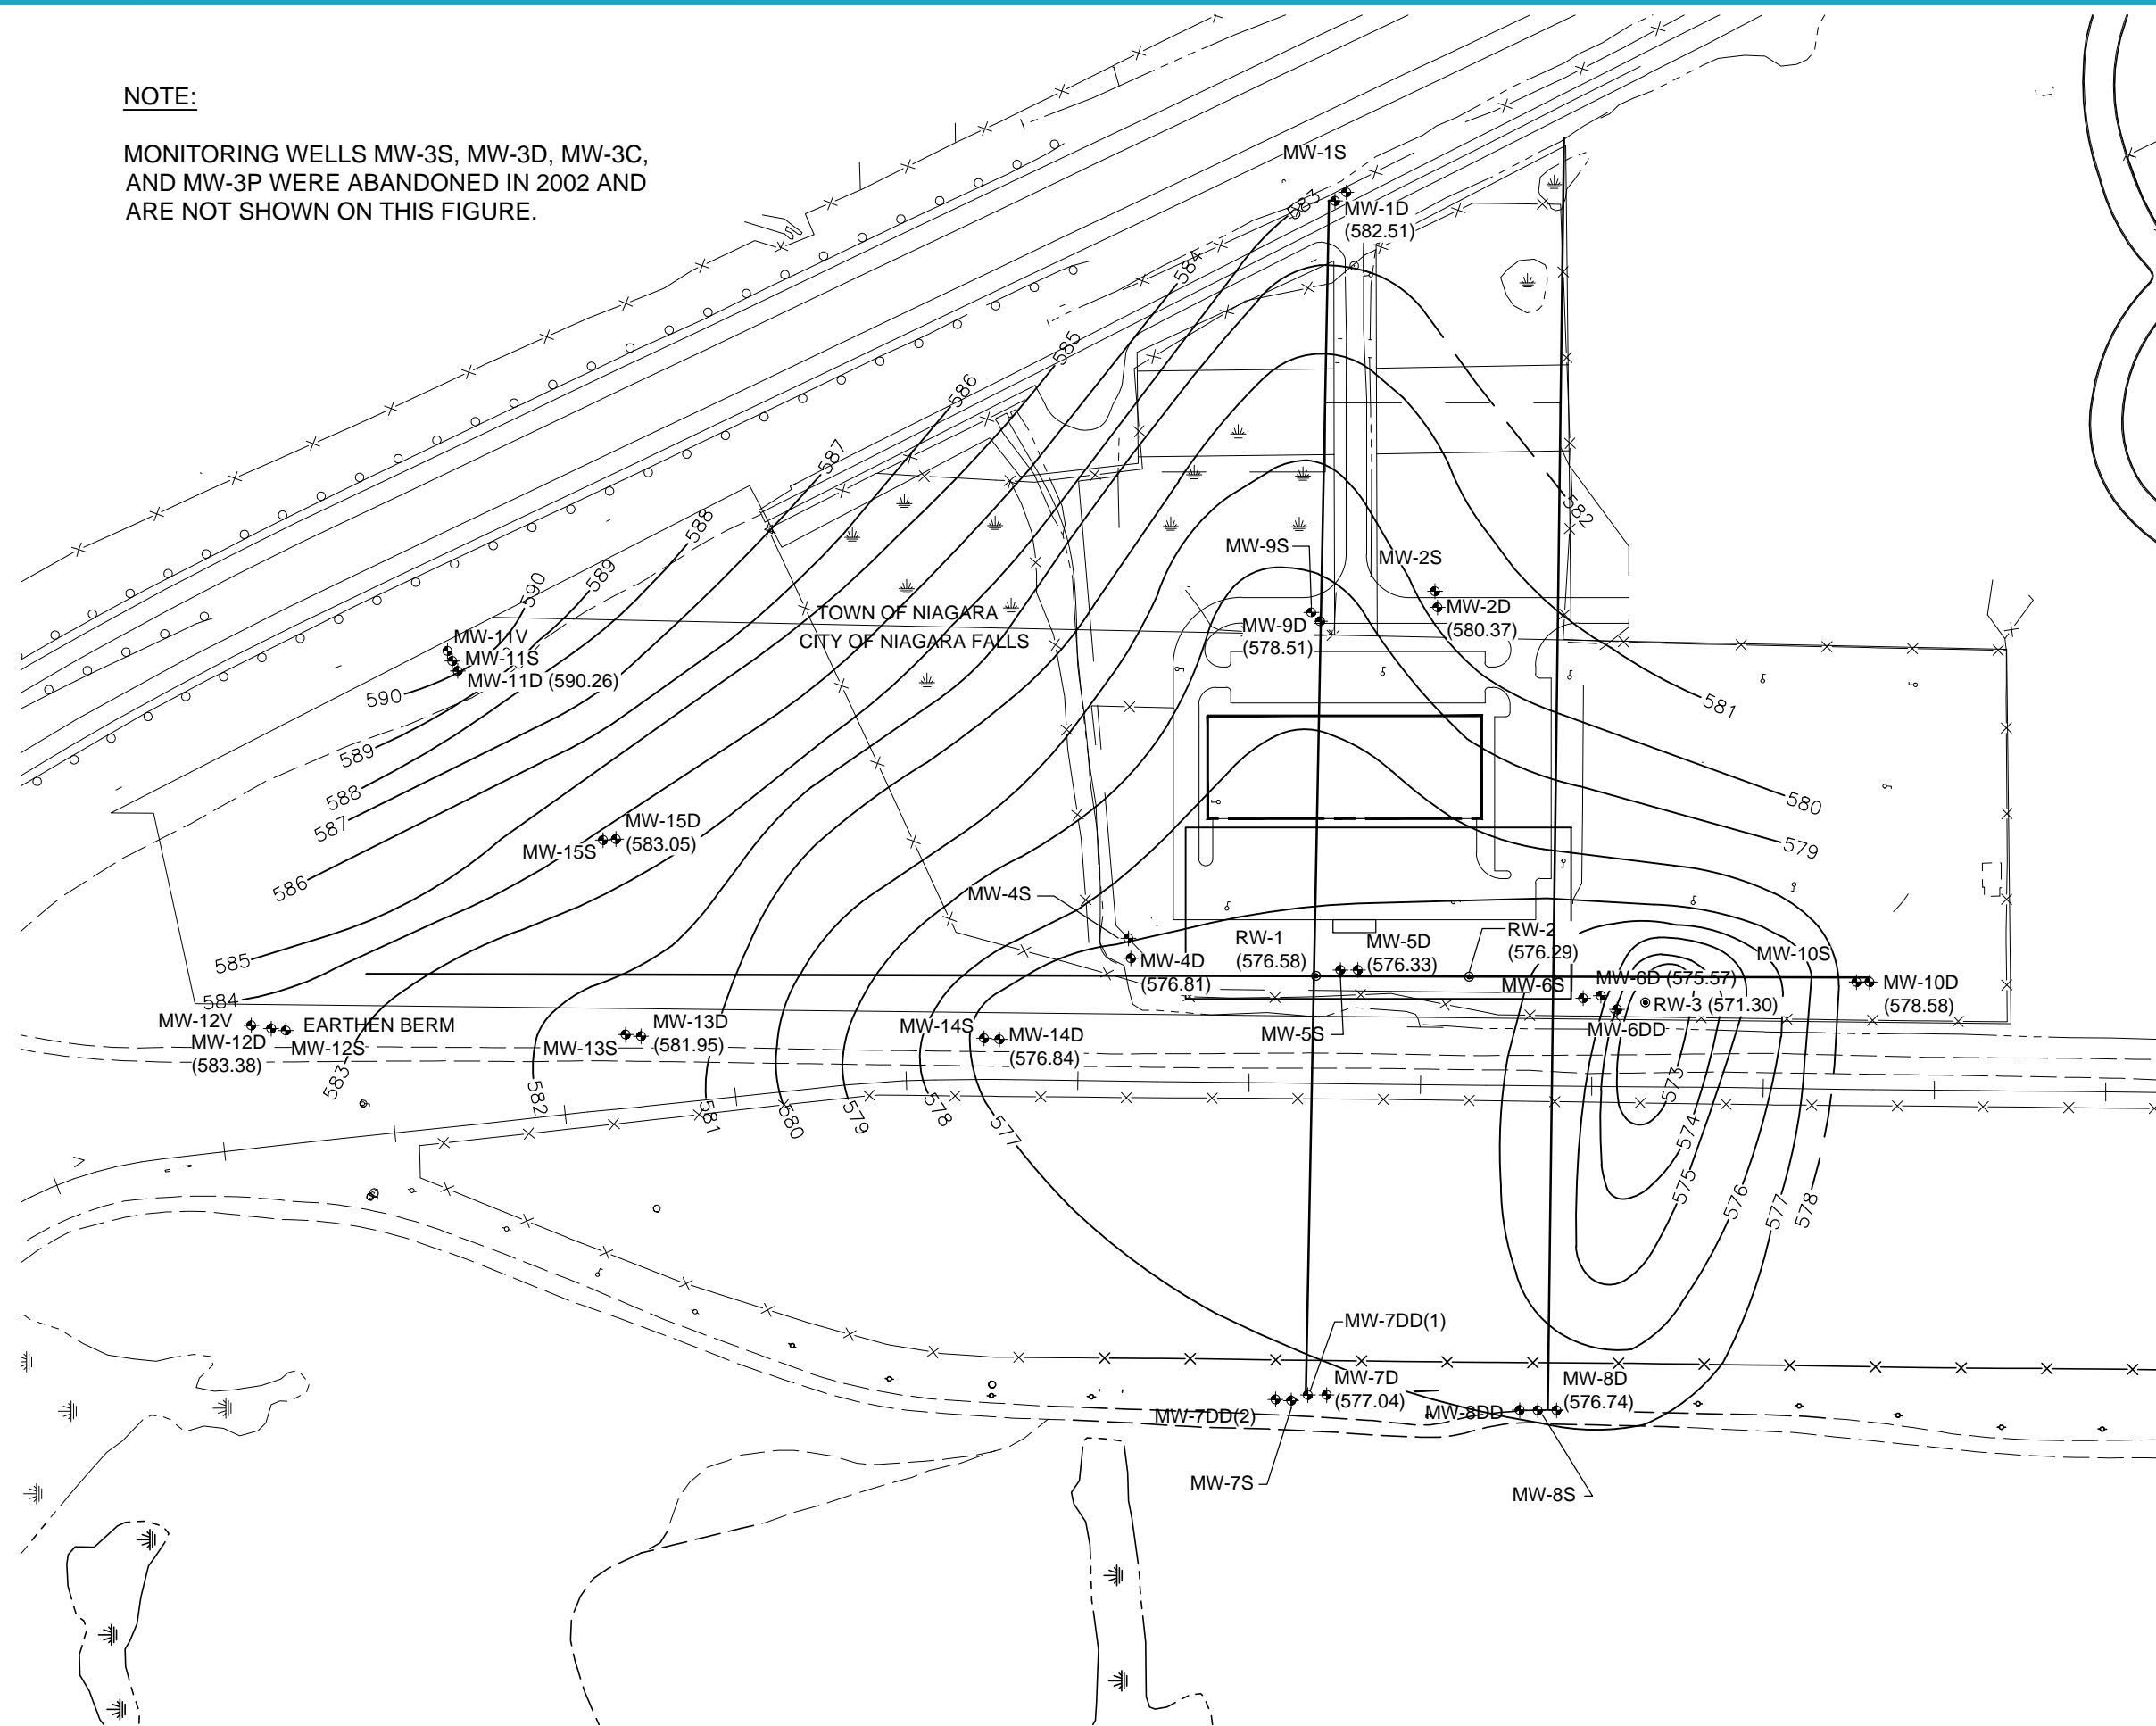 NOTE:
MONITORING WELLS MW-3S, MW-3D, MW-3C,
AND MW-3P WERE ABANDONED IN 2002 AND
ARE NOT SHOWN ON THIS FIGURE.
MW-1S
583
MW-1D
(582.51)
584
585
586
587
588
589
590
582
MW-9S
MW-2S
MW-2D
(580.37)
MW-9D
(578.51)
TOWN OF NIAGARA
CITY OF NIAGARA FALLS
MW-11V
MW-11S
MW-11D (590.26)
590
589
588
587
586
585
584
581
580
579
MW-15D
(583.05)
MW-15S
MW-4S
MW-4D
(576.81)
RW-1
(576.58)
MW-5D
(576.33)
RW-2
(576.29)
MW-10S
MW-6D (575.57)
MW-6S
MW-10D
(578.58)
RW-3 (571.30)
MW-6DD
MW-5S
MW-12V
EARTHEN BERM
MW-12D
(583.38)
MW-12S
MW-13S
MW-13D
(581.95)
MW-14S
MW-14D
(576.84)
583
582
581
580
579
578
577
573
574
575
576
577
578
MW-7DD(1)
MW-7D
(577.04)
MW-7DD(2)
MW-8DD
MW-8D
(576.74)
MW-7S
MW-8S